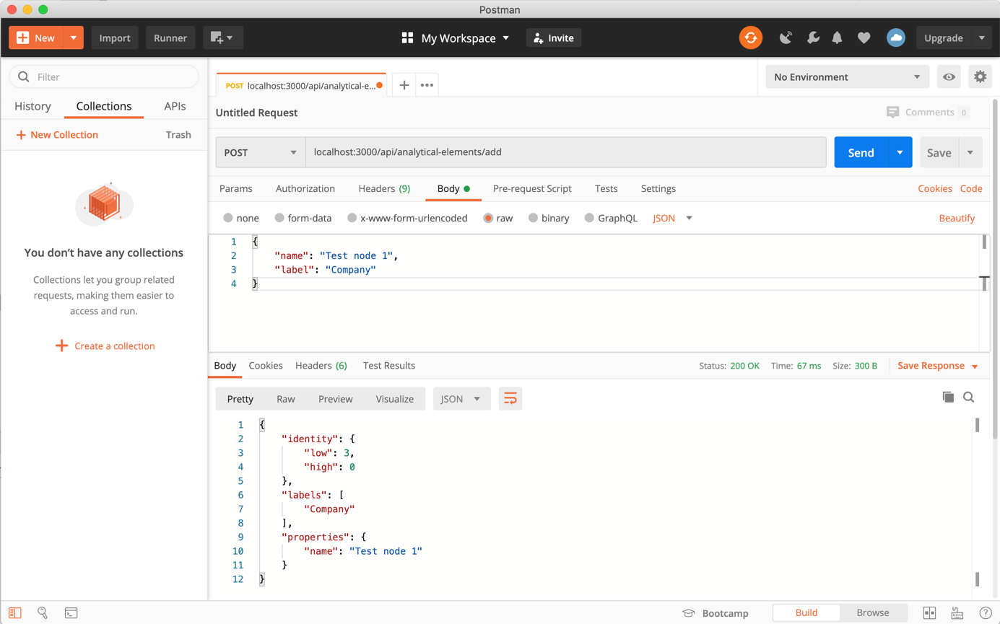 Postman
New
Import
Runner
My Workspace
Invite
Upgrade
Filter
History
Collections
APIs
New Collection
Trash
You don’t have any collections
Collections let you group related
requests, making them easier to
access and run.
Create a collection
POST localhost:3000/api/analytical-e...
No Environment
Untitled Request
Comments 0
POST
localhost:3000/api/analytical-elements/add
Send
Save
Params
Authorization
Headers (9)
Body
Pre-request Script
Tests
Settings
Cookies
Code
none
form-data
x-www-form-urlencoded
raw
binary
GraphQL
JSON
Beautify
1 {
2 "name": "Test node 1",
3 "label": "Company"
4 }
Body
Cookies
Headers (6)
Test Results
Status: 200 OK
Time: 67 ms
Size: 300 B
Save Response
Pretty
Raw
Preview
Visualize
JSON
1 {
2 "identity": {
3 "low": 3,
4 "high": 0
5 },
6 "labels": [
7 "Company"
8 ],
9 "properties": {
10 "name": "Test node 1"
11 }
12 }
Bootcamp
Build
Browse